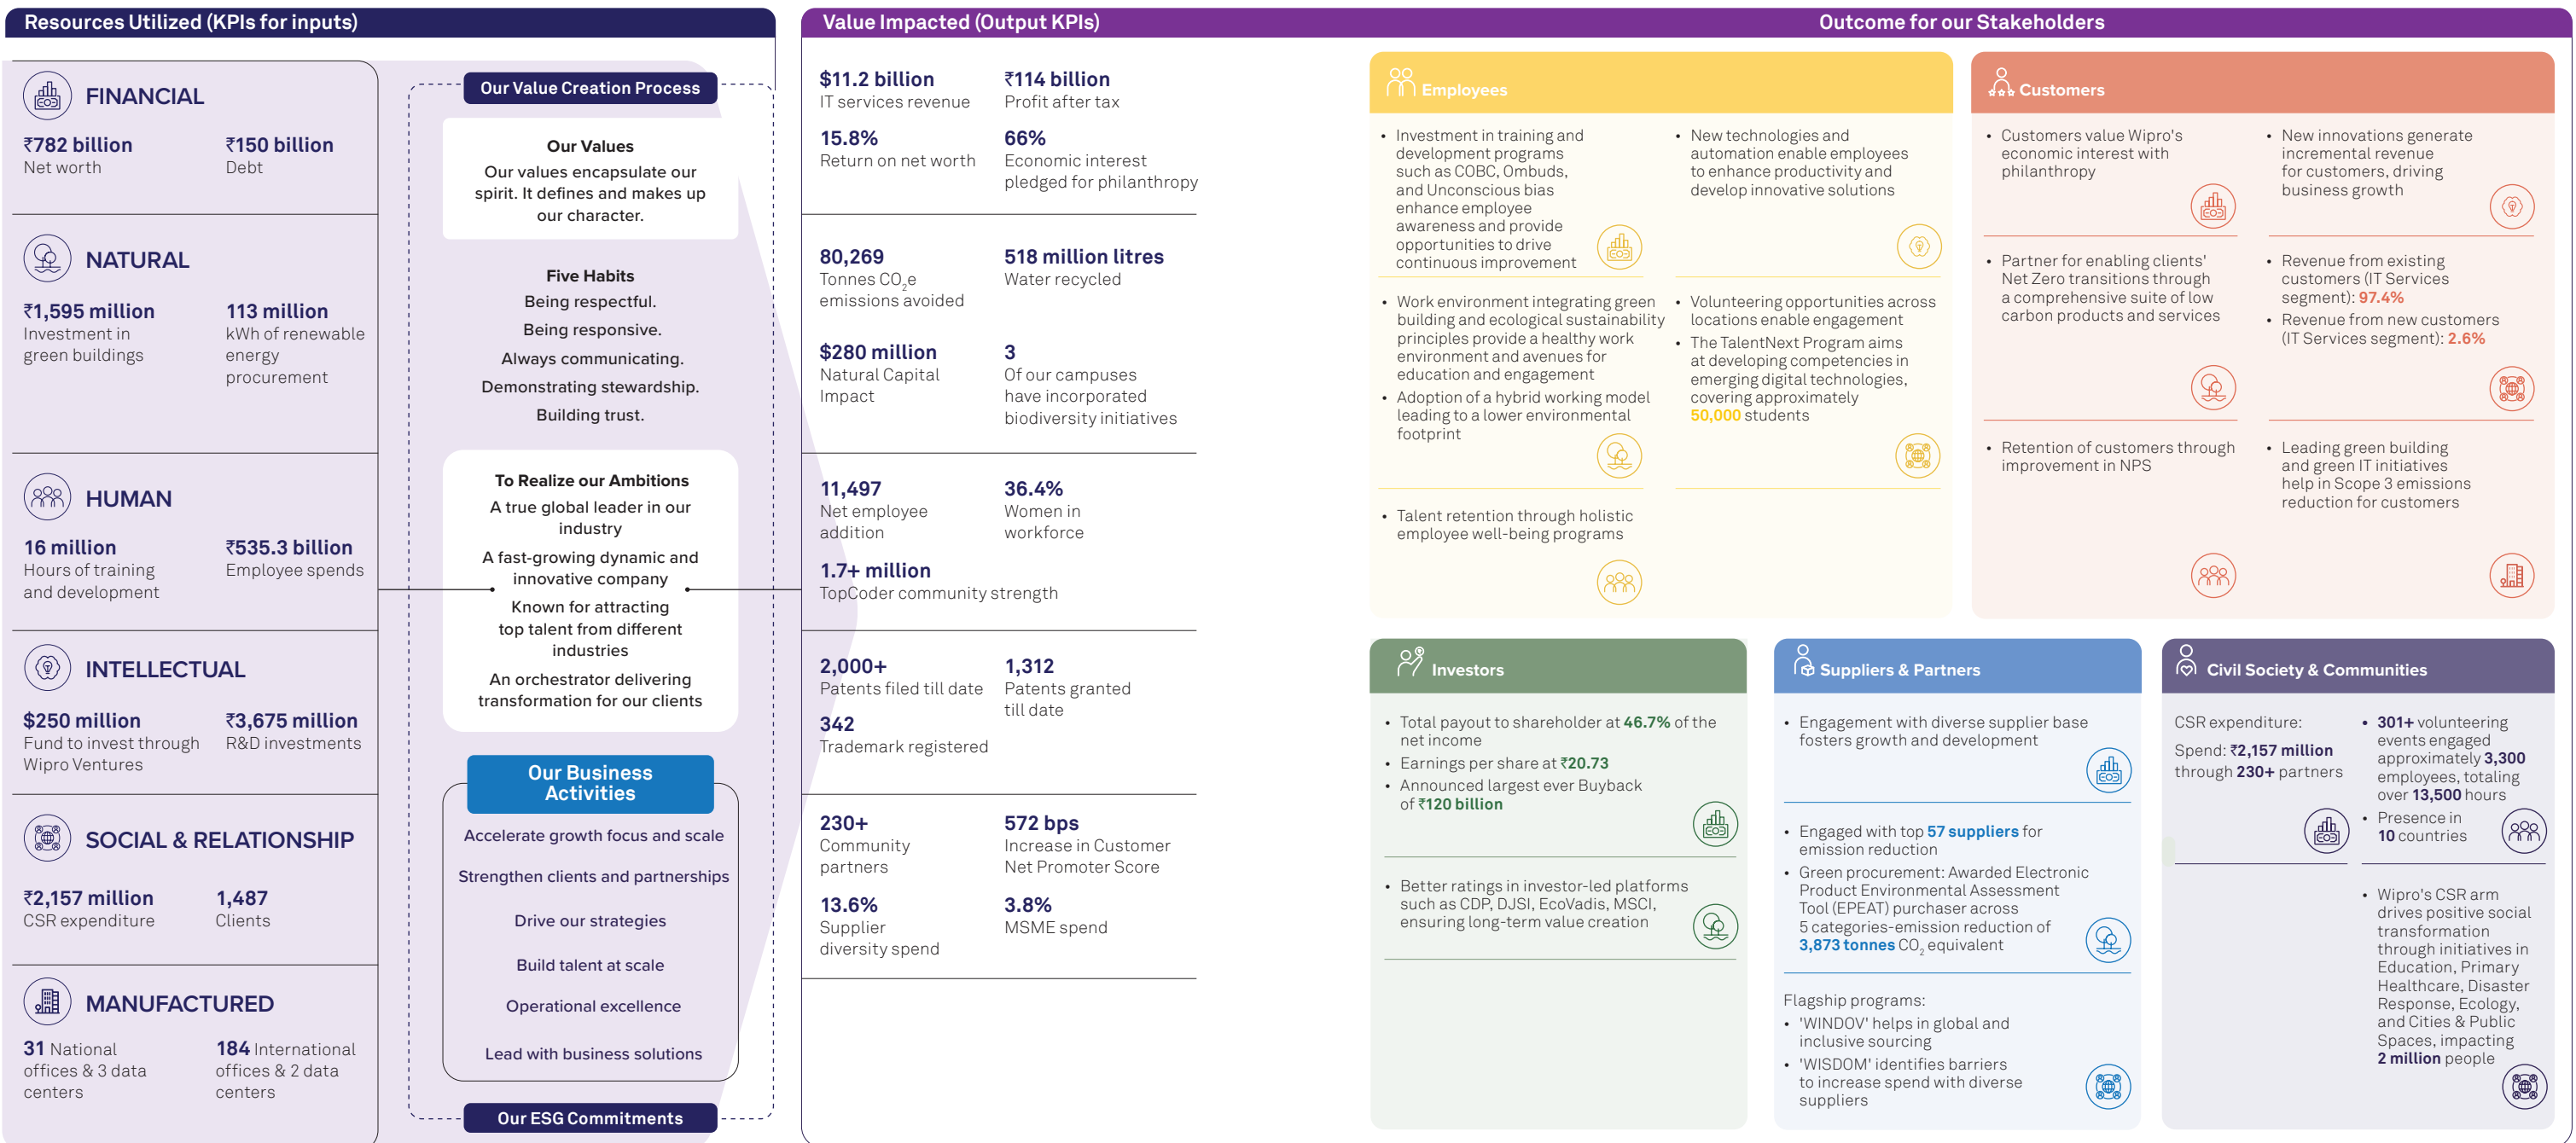 Resources Utilized (KPIs for inputs)
FINANCIAL
₹782 billion
Net worth
₹150 billion
Debt
NATURAL
₹1,595 million
Investment in
green buildings
113 million
kWh of renewable
energy
procurement
HUMAN
16 million
Hours of training
and development
₹535.3 billion
Employee spends
INTELLECTUAL
$250 million
Fund to invest through
Wipro Ventures
₹3,675 million
R&D investments
SOCIAL & RELATIONSHIP
₹2,157 million
CSR expenditure
1,487
Clients
MANUFACTURED
31 National
offices & 3 data
centers
184 International
offices & 2 data
centers
Our Value Creation Process
Our Values
Our values encapsulate our
spirit. It defines and makes up
our character.
Five Habits
Being respectful.
Being responsive.
Always communicating.
Demonstrating stewardship.
Building trust.
To Realize our Ambitions
A true global leader in our
industry
A fast-growing dynamic and
innovative company
Known for attracting
top talent from different
industries
An orchestrator delivering
transformation for our clients
Our Business
Activities
Accelerate growth focus and scale
Strengthen clients and partnerships
Drive our strategies
Build talent at scale
Operational excellence
Lead with business solutions
Our ESG Commitments
Value Impacted (Output KPIs)
$11.2 billion
IT services revenue
₹114 billion
Profit after tax
15.8%
Return on net worth
66%
Economic interest
pledged for philanthropy
80,269
Tonnes CO₂e
emissions avoided
518 million litres
Water recycled
$280 million
Natural Capital
Impact
3
Of our campuses
have incorporated
biodiversity initiatives
11,497
Net employee
addition
36.4%
Women in
workforce
1.7+ million
TopCoder community strength
2,000+
Patents filed till date
1,312
Patents granted
till date
342
Trademark registered
230+
Community
partners
572 bps
Increase in Customer
Net Promoter Score
13.6%
Supplier
diversity spend
3.8%
MSME spend
Outcome for our Stakeholders
Employees
• Investment in training and
development programs
such as COBC, Ombuds,
and Unconscious bias
enhance employee
awareness and provide
opportunities to drive
continuous improvement
• New technologies and
automation enable employees
to enhance productivity and
develop innovative solutions
• Work environment integrating green
building and ecological sustainability
principles provide a healthy work
environment and avenues for
education and engagement
• Adoption of a hybrid working model
leading to a lower environmental
footprint
• Volunteering opportunities across
locations enable engagement
• The TalentNext Program aims
at developing competencies in
emerging digital technologies,
covering approximately
50,000 students
• Talent retention through holistic
employee well-being programs
Customers
• Customers value Wipro's
economic interest with
philanthropy
• New innovations generate
incremental revenue
for customers, driving
business growth
• Partner for enabling clients'
Net Zero transitions through
a comprehensive suite of low
carbon products and services
• Revenue from existing
customers (IT Services
segment): 97.4%
• Revenue from new customers
(IT Services segment): 2.6%
• Retention of customers through
improvement in NPS
• Leading green building
and green IT initiatives
help in Scope 3 emissions
reduction for customers
Investors
• Total payout to shareholder at 46.7% of the
net income
• Earnings per share at ₹20.73
• Announced largest ever Buyback
of ₹120 billion
• Better ratings in investor-led platforms
such as CDP, DJSI, EcoVadis, MSCI,
ensuring long-term value creation
Suppliers & Partners
• Engagement with diverse supplier base
fosters growth and development
• Engaged with top 57 suppliers for
emission reduction
• Green procurement: Awarded Electronic
Product Environmental Assessment
Tool (EPEAT) purchaser across
5 categories-emission reduction of
3,873 tonnes CO₂ equivalent
Flagship programs:
• 'WINDOV' helps in global and
inclusive sourcing
• 'WISDOM' identifies barriers
to increase spend with diverse
suppliers
Civil Society & Communities
CSR expenditure:
Spend: ₹2,157 million
through 230+ partners
• 301+ volunteering
events engaged
approximately 3,300
employees, totaling
over 13,500 hours
• Presence in
10 countries
• Wipro's CSR arm
drives positive social
transformation
through initiatives in
Education, Primary
Healthcare, Disaster
Response, Ecology,
and Cities & Public
Spaces, impacting
2 million people